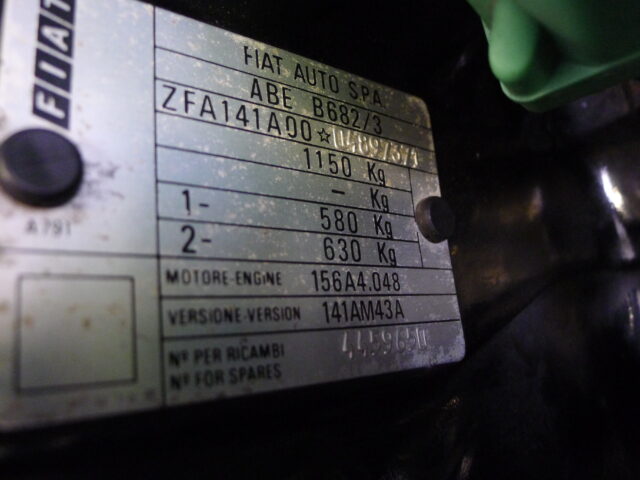 FIAT
FIAT AUTO SPA
ABE B682/3
ZFA141A00*
1150 Kg
- Kg
1- 580 Kg
2- 630 Kg
A791
MOTORE-ENGINE 156A4.048
VERSIONE-VERSION 141AM43A
Nº PER RICAMBI
Nº FOR SPARES